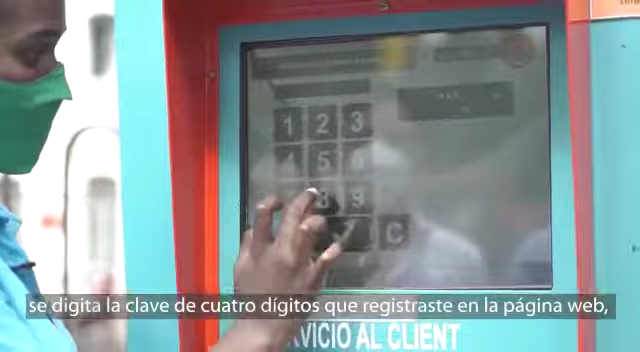 1 2 3
4 5 6
8 9
C
se digita la clave de cuatro dígitos que registraste en la página web,
VICIO AL CLIENT